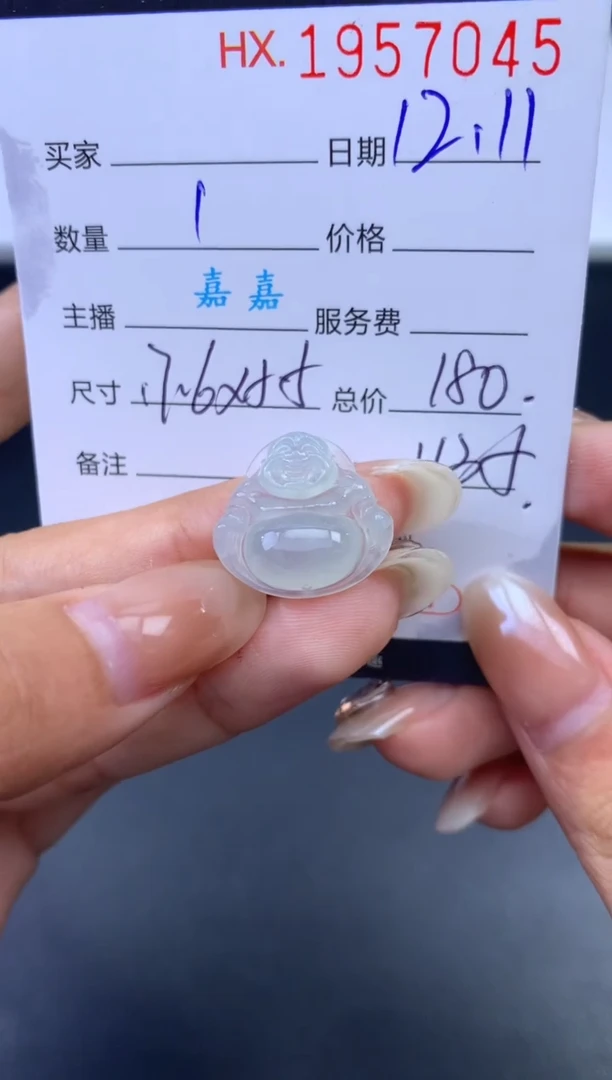 HX. 1957045
买家 日期 12.11
数量 1 价格
主播 嘉嘉 服务费
尺寸 总价 180.
备注